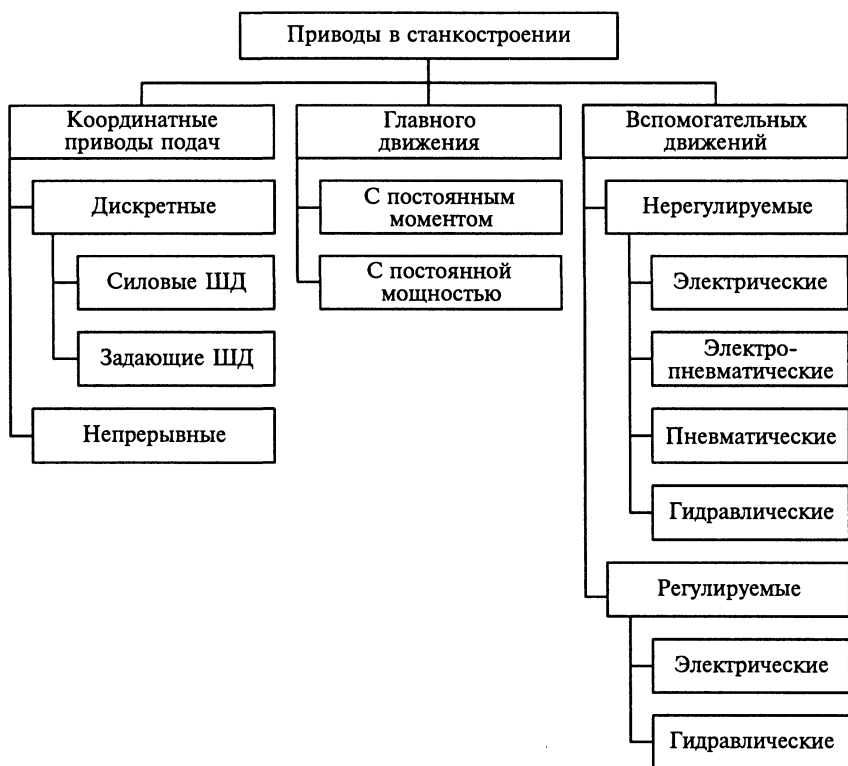 Приводы в станкостроении
Координатные
приводы подач
Дискретные
Силовые ШД
Задающие ШД
Непрерывные
Главного
движения
С постоянным
моментом
С постоянной
мощностью
Вспомогательных
движений
Нерегулируемые
Электрические
Электро-
пневматические
Пневматические
Гидравлические
Регулируемые
Электрические
Гидравлические